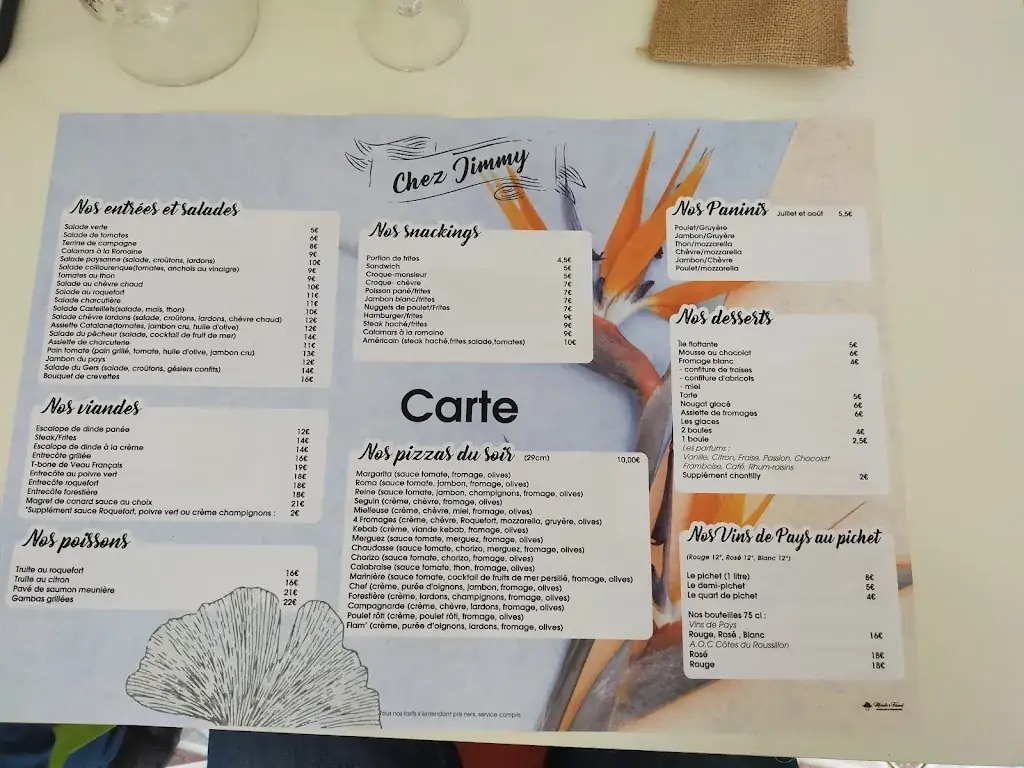 Chez Jimmy
Nos entrées et salades
Salade verte 5€
Salade de tomates 6€
Terrine de campagne 8€
Calamars à la Romaine 9€
Salade paysanne (salade, croûtons, lardons) 10€
Salade collourenque(tomates, anchois au vinaigre) 9€
Tomates au thon 9€
Salade au chèvre chaud 10€
Salade au roquefort 11€
Salade charcutière 11€
Salade Casteillets(salade, maïs, thon) 10€
Salade chèvre lardons (salade, croûtons, lardons, chèvre chaud) 12€
Assiette Catalane(tomates, jambon cru, huile d'olive) 12€
Salade du pêcheur (salade, cocktail de fruit de mer) 14€
Assiette de charcuterie 11€
Pain tomate (pain grillé, tomate, huile d'olive, jambon cru) 13€
Jambon du pays 12€
Salade du Gers (salade, croûtons, gésiers confits) 14€
Bouquet de crevettes 16€
Nos viandes
Escalope de dinde panée 12€
Steak/Frites 14€
Escalope de dinde à la crème 14€
Entrecôte grillée 16€
T-bone de Veau Français 19€
Entrecôte au poivre vert 18€
Entrecôte roquefort 18€
Entrecôte forestière 18€
Magret de canard sauce au choix 21€
*Supplément sauce Roquefort, poivre vert ou crème champignons : 2€
Nos poissons
Truite au roquefort 16€
Truite au citron 16€
Pavé de saumon meunière 21€
Gambas grillées 22€
Nos snackings
Portion de frites 4,5€
Sandwich 5€
Croque-monsieur 5€
Croque- chèvre 7€
Poisson pané/frites 7€
Jambon blanc/frites 7€
Nuggets de poulet/Frites 7€
Hamburger/frites 9€
Steak haché/frites 9€
Calamars à la romaine 9€
Américain (steak haché,frites,salade,tomates) 10€
Carte
Nos pizzas du soir (29cm) 10,00€
Margarita (sauce tomate, fromage, olives)
Roma (sauce tomate, jambon, fromage, olives)
Reine (sauce tomate, jambon, champignons, fromage, olives)
Seguin (crème, chèvre, fromage, olives)
Mielleuse (crème, chèvre, miel, fromage, olives)
4 Fromages (crème, chèvre, Roquefort, mozzarella, gruyère, olives)
Kebab (crème, viande kebab, fromage, olives)
Merguez (sauce tomate, merguez, fromage, olives)
Chaudasse (sauce tomate, chorizo, merguez, fromage, olives)
Chorizo (sauce tomate, chorizo, fromage, olives)
Calabraise (sauce tomate, thon, fromage, olives)
Marinière (sauce tomate, cocktail de fruits de mer persillé, fromage, olives)
Chef (crème, purée d'oignons, jambon, fromage, olives)
Forestière (crème, lardons, champignons, fromage, olives)
Campagnarde (crème, chèvre, lardons, fromage, olives)
Poulet rôti (crème, poulet rôti, fromage, olives)
Flam' (crème, purée d'oignons, lardons, fromage, olives)
Tous nos tarifs s'entendent par nets, service compris
Nos Paninis Juillet et août 5,5€
Poulet/Gruyère
Jambon/Gruyère
Thon/mozzarella
Chèvre/mozzarella
Jambon/Chèvre
Poulet/mozzarella
Nos desserts
Île flottante 5€
Mousse au chocolat 6€
Fromage blanc 4€
- confiture de fraises
- confiture d'abricots
- miel
Tarte 5€
Nougat glacé 6€
Assiette de fromages 6€
Les glaces
2 boules 4€
1 boule 2,5€
Les parfums :
Vanille, Citron, Fraise, Passion, Chocolat
Framboise, Café, Rhum-raisins
Supplément chantilly 2€
Nos Vins de Pays au pichet
(Rouge 12°, Rosé 12°, Blanc 12°)
Le pichet (1 litre) 8€
Le demi-pichet 5€
Le quart de pichet 4€
Nos bouteilles 75 cl :
Vins de Pays
Rouge, Rosé , Blanc 16€
A.O.C Côtes du Roussillon
Rosé 18€
Rouge 18€